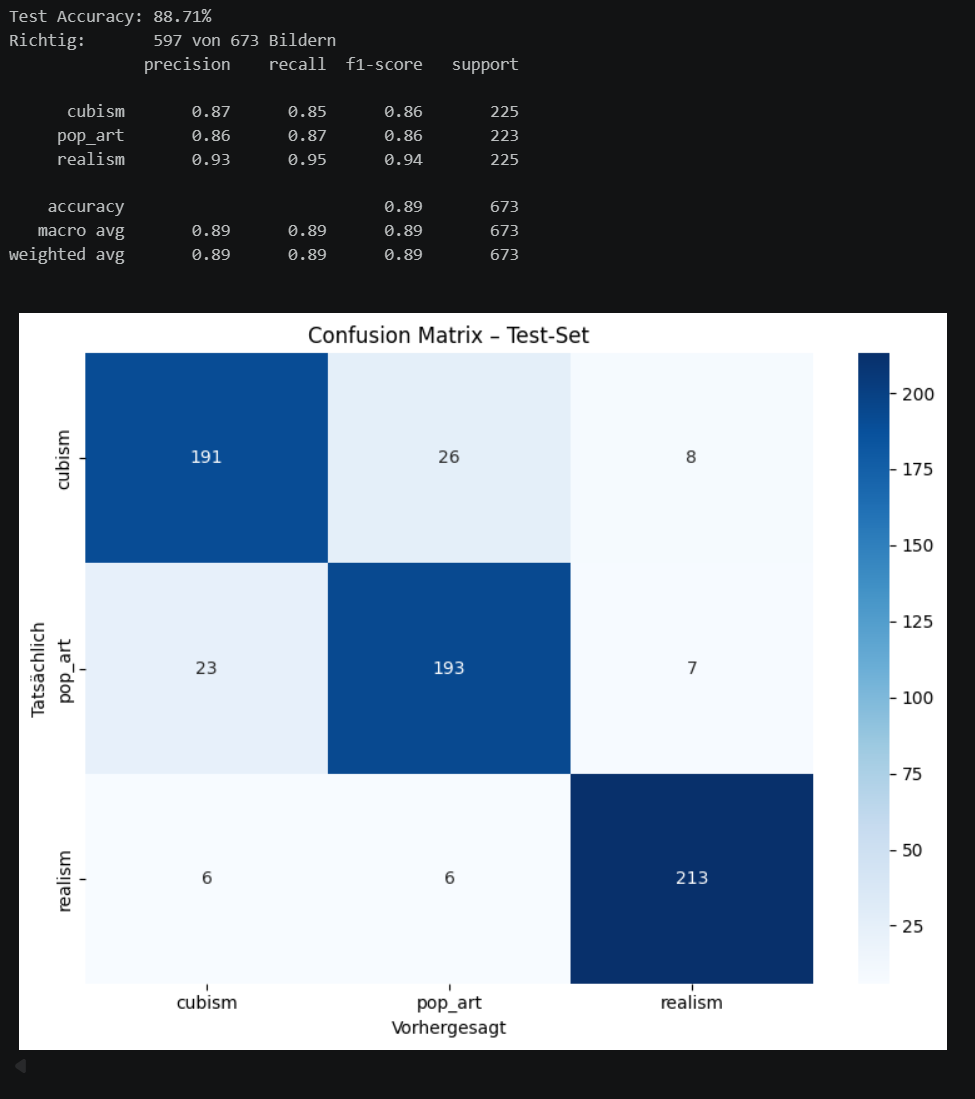 Test Accuracy: 88.71%
Richtig: 597 von 673 Bildern
precision recall f1-score support
cubism 0.87 0.85 0.86 225
pop_art 0.86 0.87 0.86 223
realism 0.93 0.95 0.94 225
accuracy 0.89 673
macro avg 0.89 0.89 0.89 673
weighted avg 0.89 0.89 0.89 673
Confusion Matrix – Test-Set
Tatsächlich
cubism 191 26 8
pop_art 23 193 7
realism 6 6 213
cubism pop_art realism
Vorhergesagt
200
175
150
125
100
75
50
25